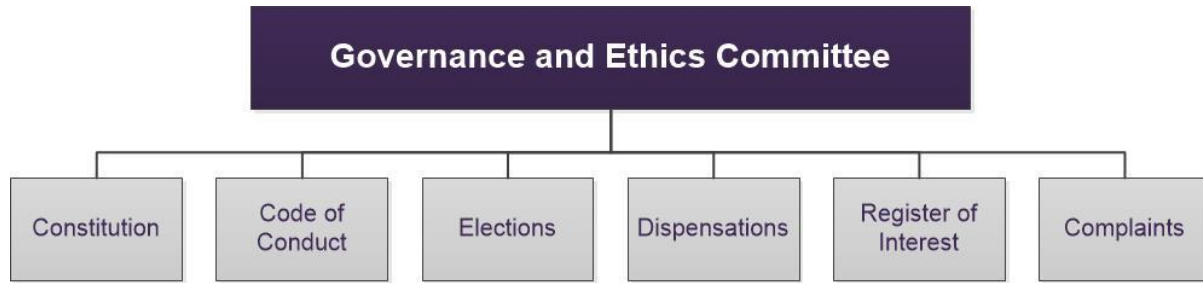 Governance and Ethics Committee
Constitution
Code of
Conduct
Elections
Dispensations
Register of
Interest
Complaints